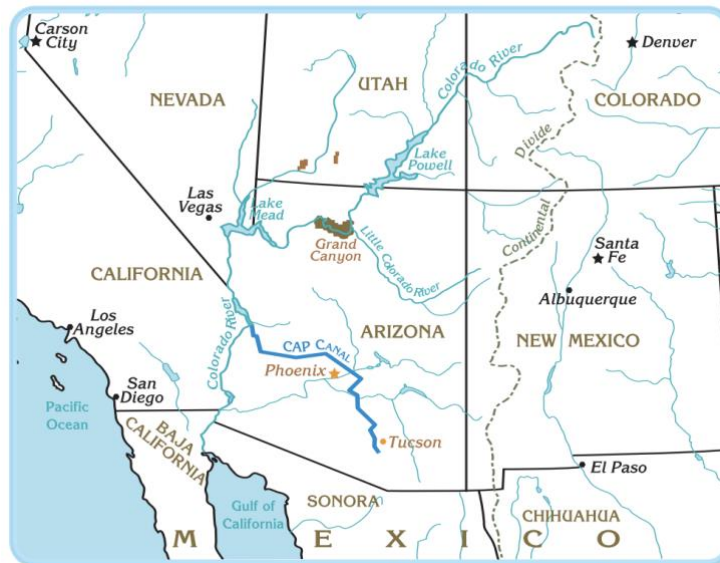 Carson
City
NEVADA
UTAH
Colorado River
Denver
COLORADO
Divide
Continental
Lake
Powell
Las
Vegas
Lake
Mead
Grand
Canyon
Little Colorado River
Santa
Fe
CALIFORNIA
Albuquerque
Los
Angeles
Colorado River
ARIZONA
NEW MEXICO
CAP CANAL
Phoenix
San
Diego
Pacific
Ocean
BAJA
CALIFORNIA
Tucson
El Paso
Gulf of
California
SONORA
CHIHUAHUA
MEXICO